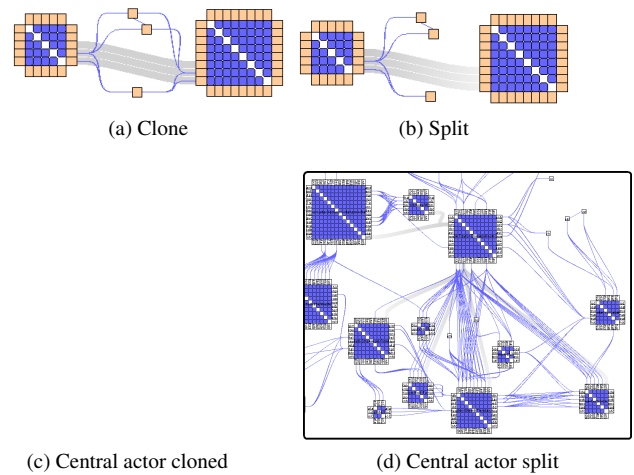 (a) Clone
(b) Split
(c) Central actor cloned
(d) Central actor split